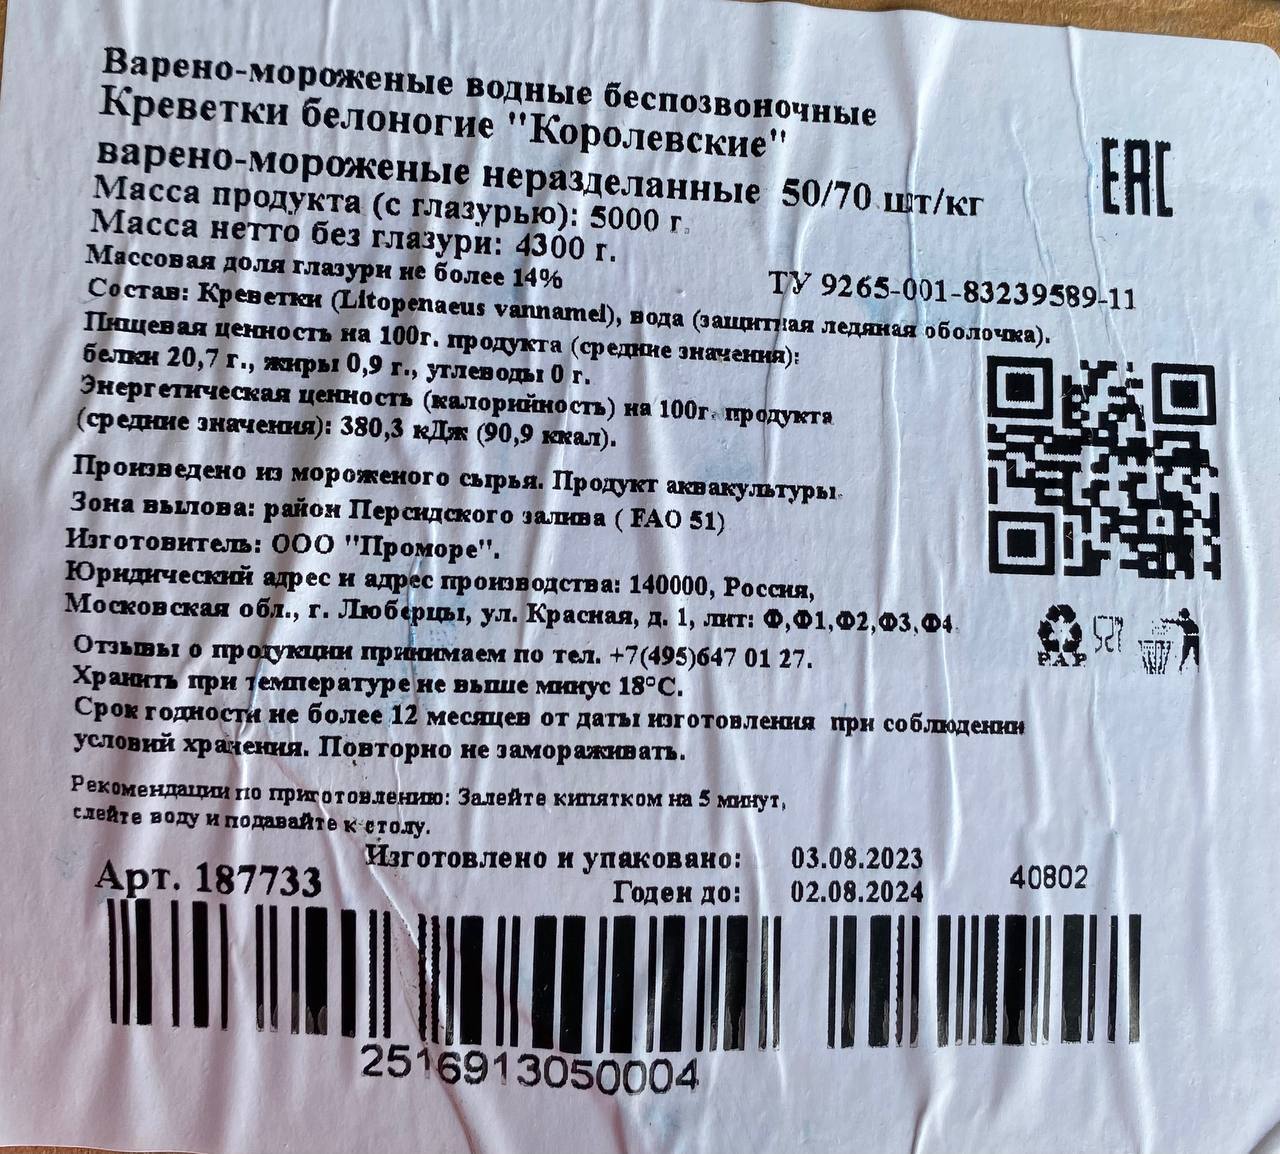 Варено-мороженые водные беспозвоночные
Креветки белоногие "Королевские"
варено-мороженые неразделанные 50/70 шт/кг
EAC
Масса продукта (с глазурью): 5000 г.
Масса нетто без глазури: 4300 г.
Массовая доля глазури не более 14%
ТУ 9265-001-83239589-11
Состав: Креветки (Litopenaeus vannamel), вода (защитная ледяная оболочка).
Пищевая ценность на 100г. продукта (средние значения):
белки 20,7 г., жиры 0,9 г., углеводы 0 г.
Энергетическая ценность (калорийность) на 100г. продукта
(средние значения): 380,3 кДж (90,9 ккал).
Произведено из мороженого сырья. Продукт аквакультуры.
Зона вылова: район Персидского залива ( FAO 51)
Изготовитель: ООО "Проморе".
Юридический адрес и адрес производства: 140000, Россия,
Московская обл., г. Люберцы, ул. Красная, д. 1, лит: Ф,Ф1,Ф2,Ф3,Ф4
PAP
Отзывы о продукции принимаем по тел. +7(495)647 01 27.
Хранить при температуре не выше минус 18°C.
Срок годности не более 12 месяцев от даты изготовления при соблюдении
условий хранения. Повторно не замораживать.
Рекомендации по приготовлению: Залейте кипятком на 5 минут,
слейте воду и подавайте к столу.
Изготовлено и упаковано: 03.08.2023
Арт. 187733
Годен до: 02.08.2024
40802
2516913050004